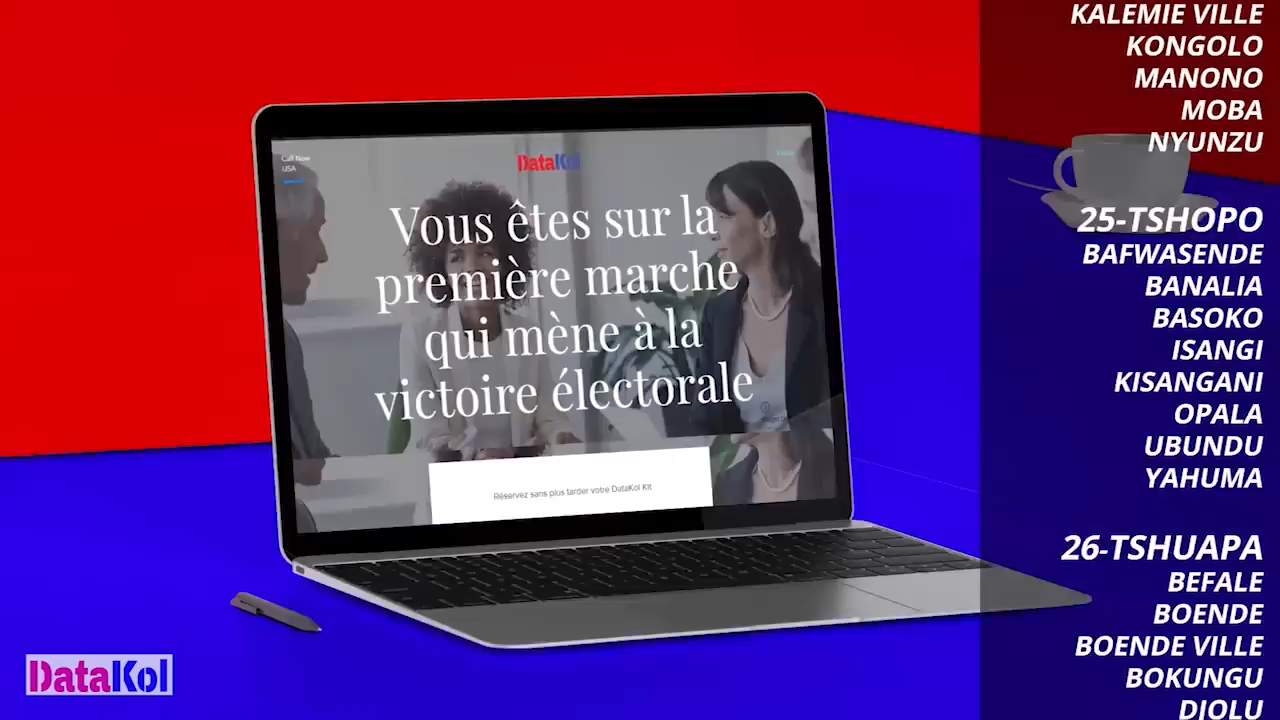 Call Now
USA
DataKol
Vous êtes sur la
première marche
qui mène à la
victoire électorale
Réservez sans plus tarder votre DataKol Kit
DataKol
KALEMIE VILLE
KONGOLO
MANONO
MOBA
NYUNZU
25-TSHOPO
BAFWASENDE
BANALIA
BASOKO
ISANGI
KISANGANI
OPALA
UBUNDU
YAHUMA
26-TSHUAPA
BEFALE
BOENDE
BOENDE VILLE
BOKUNGU
DJOLU